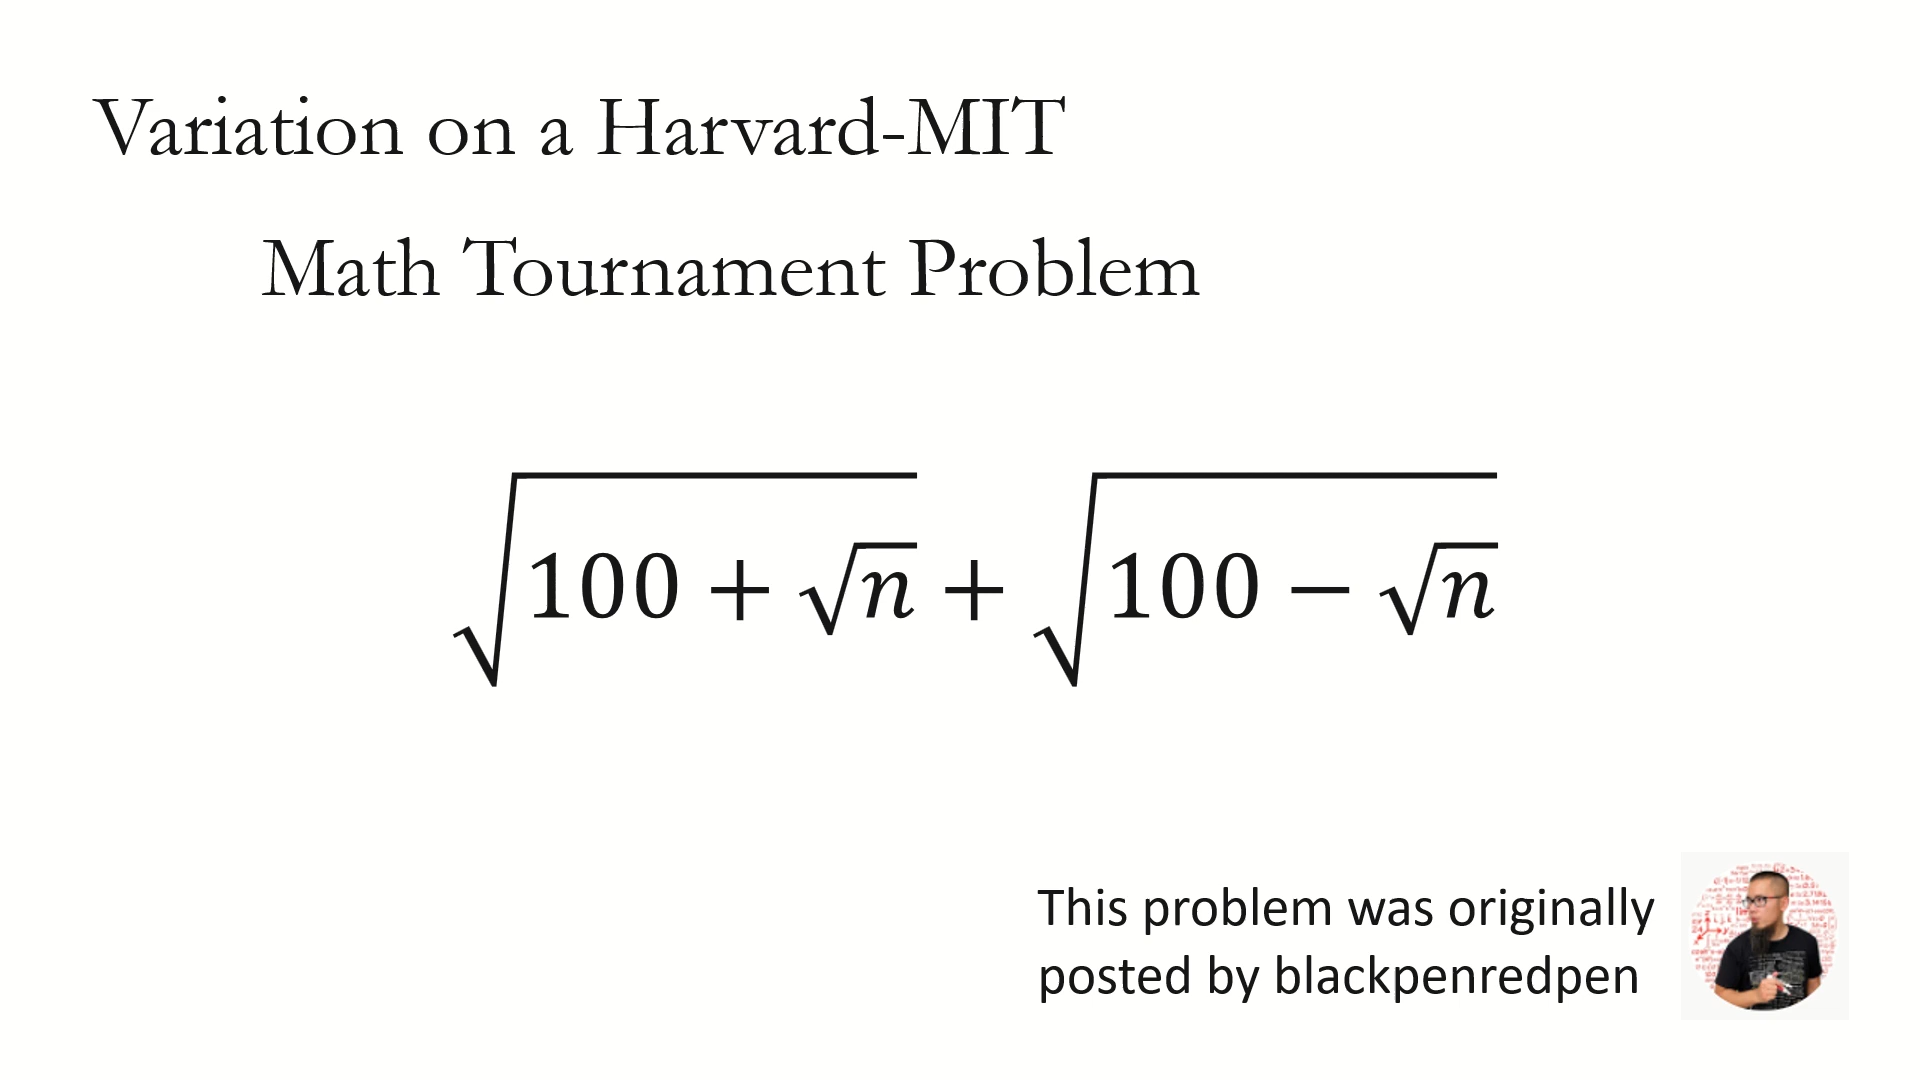 Variation on a Harvard-MIT
Math Tournament Problem
√(100 + √n) + √(100 − √n)
This problem was originally
posted by blackpenredpen